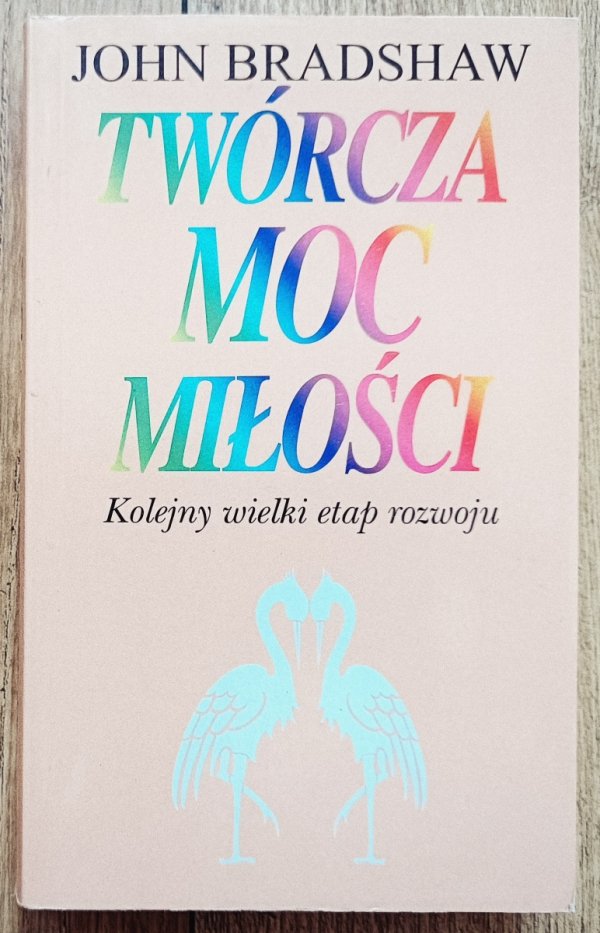 JOHN BRADSHAW
TWÓRCZA
MOC
MIŁOŚCI
Kolejny wielki etap rozwoju